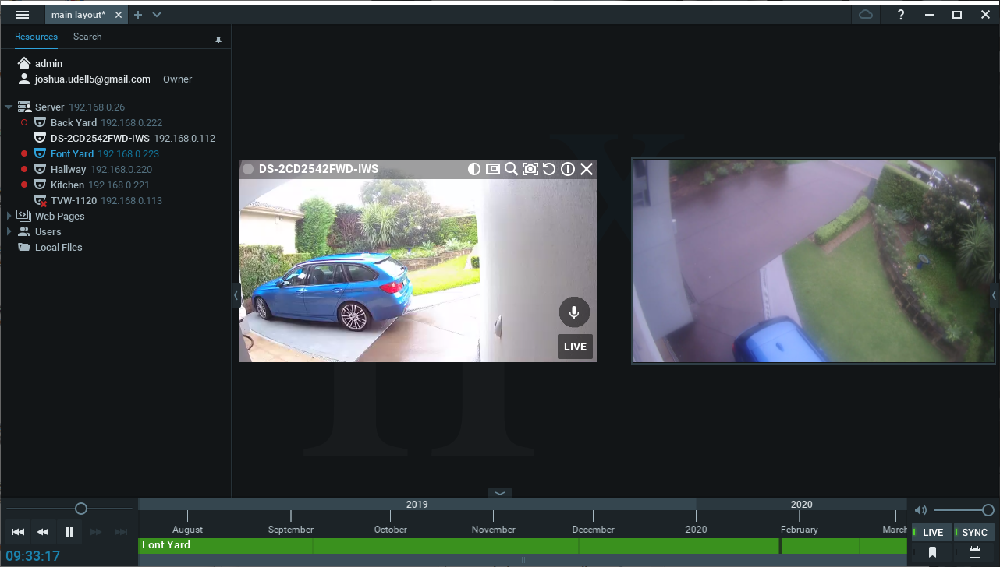 main layout*
?
Resources Search
admin
joshua.udell5@gmail.com – Owner
Server 192.168.0.26
Back Yard 192.168.0.222
DS-2CD2542FWD-IWS 192.168.0.112
Font Yard 192.168.0.223
Hallway 192.168.0.220
Kitchen 192.168.0.221
TVW-1120 192.168.0.113
Web Pages
Users
Local Files
DS-2CD2542FWD-IWS
LIVE
2019 2020
August September October November December 2020 February March
Font Yard
09:33:17
LIVE SYNC